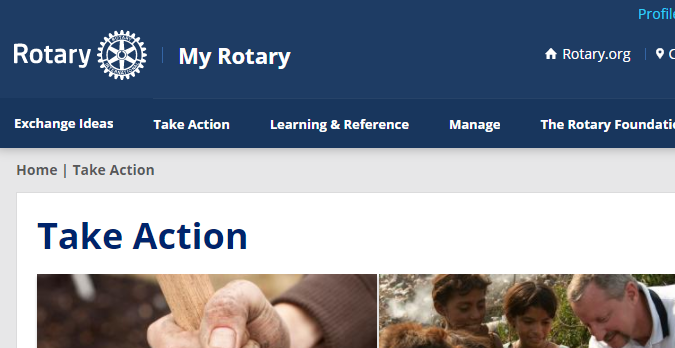 Profile
Rotary
My Rotary
Rotary.org
Exchange Ideas
Take Action
Learning & Reference
Manage
The Rotary Foundati
Home | Take Action
Take Action